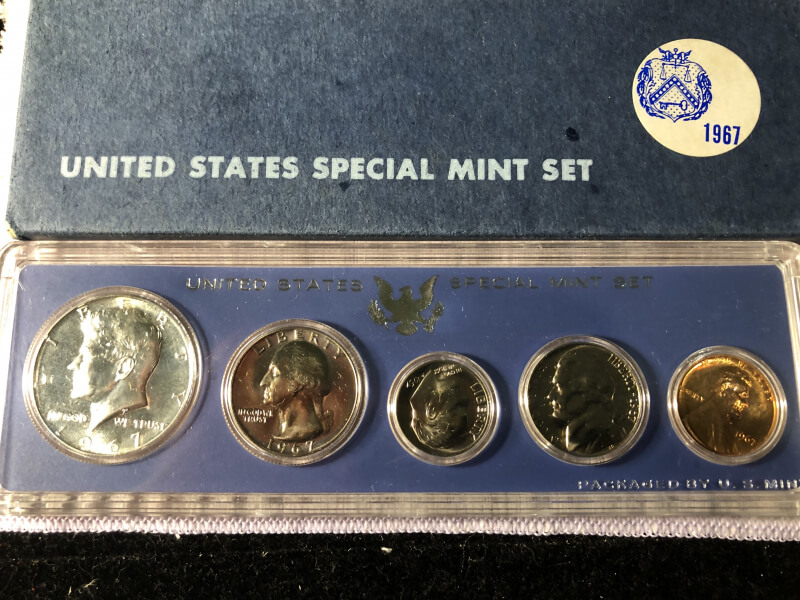 1967
UNITED STATES SPECIAL MINT SET
UNITED STATES SPECIAL MINT SET
LIBERTY
IN GOD WE TRUST
1967
LIBERTY
IN GOD WE TRUST
1967
LIBERTY
1967
PACKAGED BY U. S. MINT